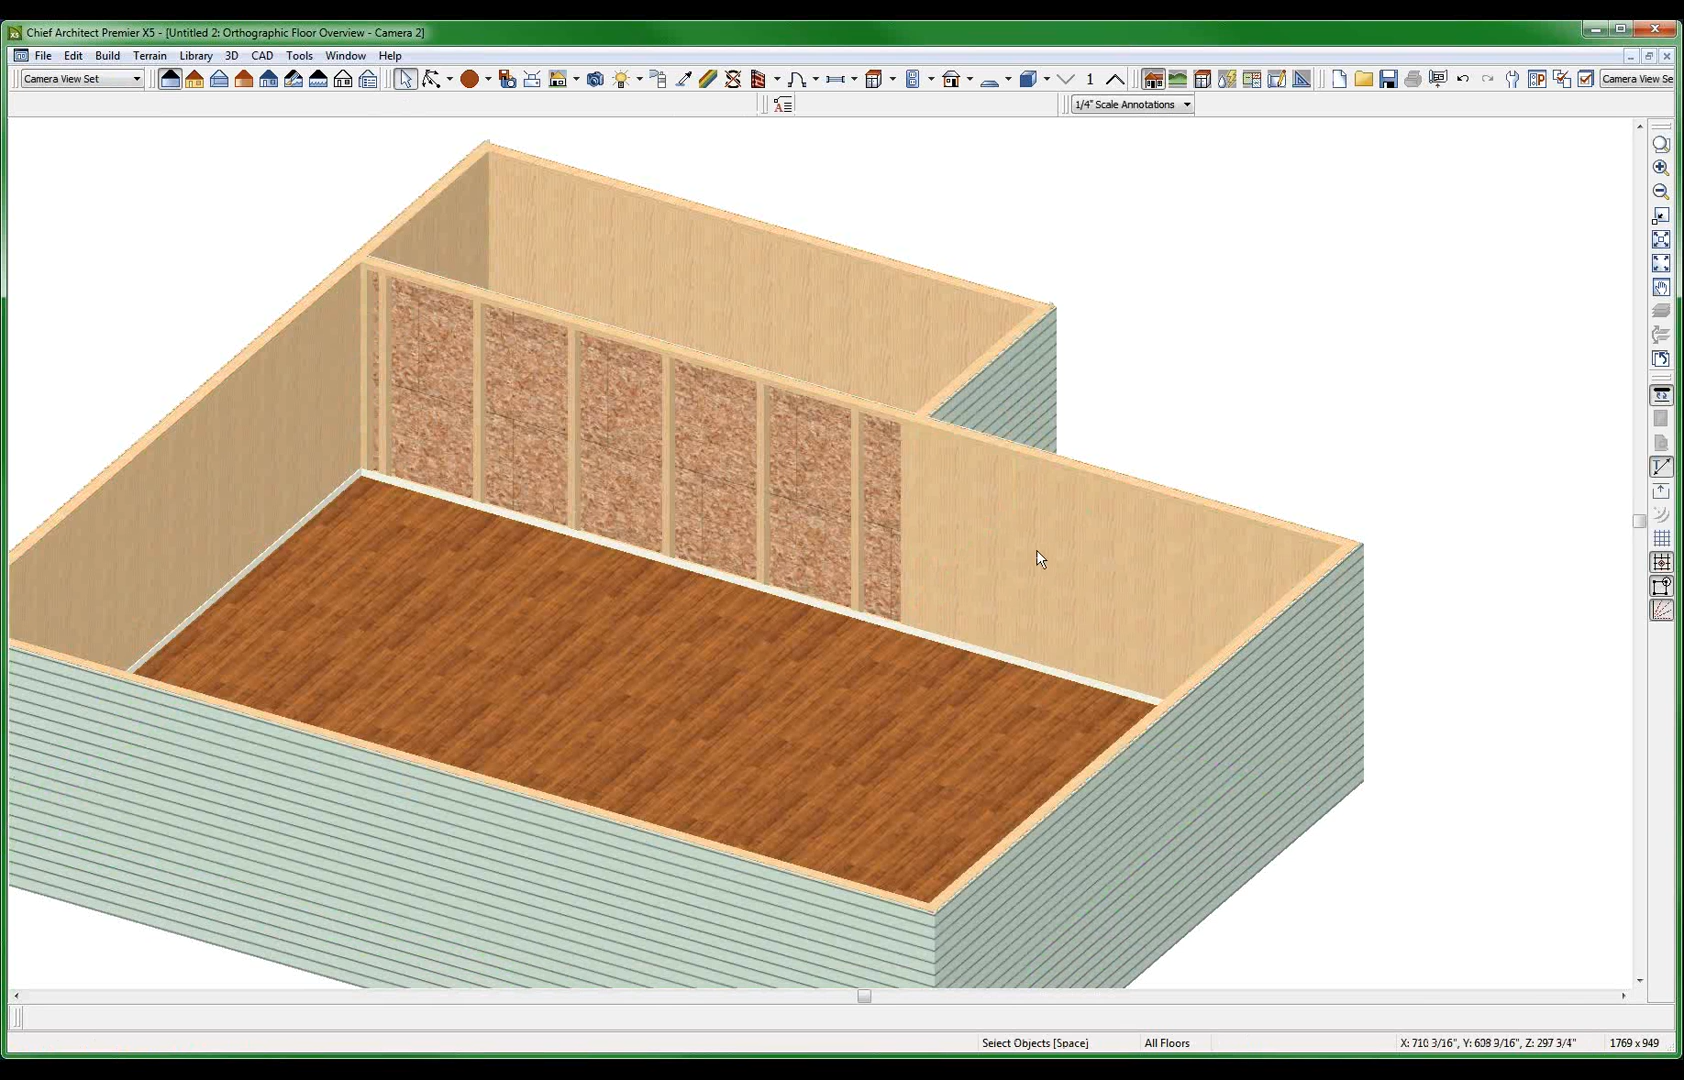 Chief Architect Premier X5 - [Untitled 2: Orthographic Floor Overview - Camera 2]
File Edit Build Terrain Library 3D CAD Tools Window Help
Camera View Set 1 Camera View Se
1/4" Scale Annotations
Select Objects [Space] All Floors X: 710 3/16", Y: 603 9/16", Z: 297 3/4" 1769 x 949